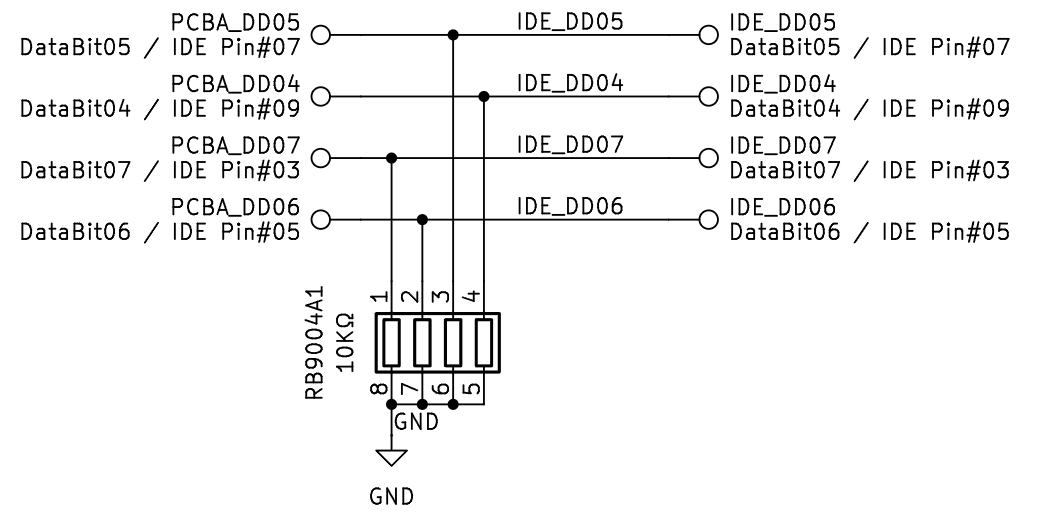 PCBA_DD05 IDE_DD05 IDE_DD05
DataBit05 / IDE Pin#07 DataBit05 / IDE Pin#07
PCBA_DD04 IDE_DD04 IDE_DD04
DataBit04 / IDE Pin#09 DataBit04 / IDE Pin#09
PCBA_DD07 IDE_DD07 IDE_DD07
DataBit07 / IDE Pin#03 DataBit07 / IDE Pin#03
PCBA_DD06 IDE_DD06 IDE_DD06
DataBit06 / IDE Pin#05 DataBit06 / IDE Pin#05
RB9004A1
10KΩ
1 2 3 4
8 7 6 5
GND
GND